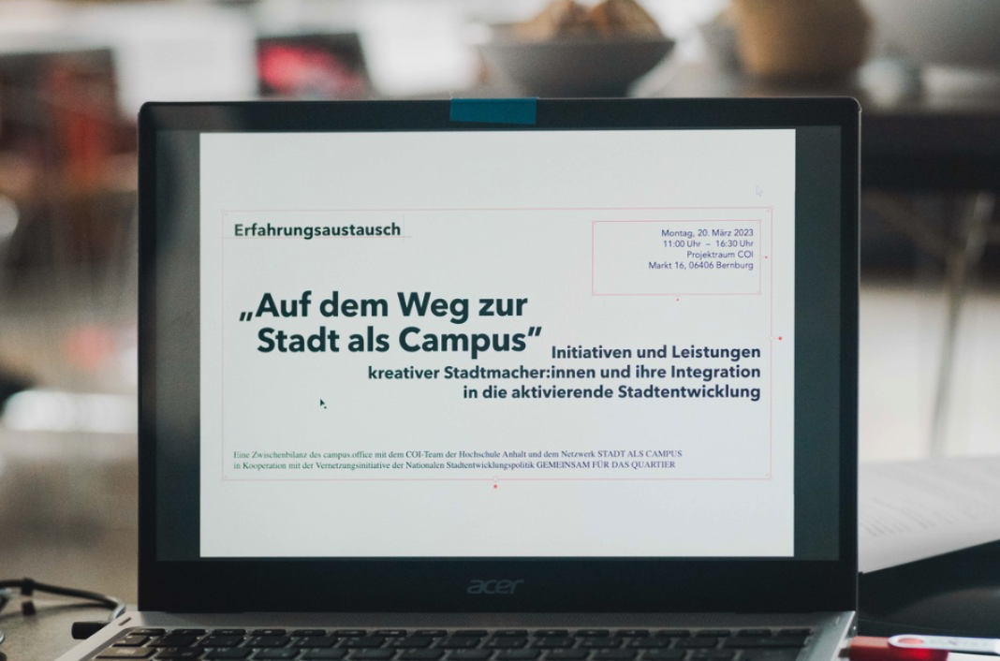 Erfahrungsaustausch
Montag, 20. März 2023
11:00 Uhr – 16:30 Uhr
Projektraum COI
Markt 16, 06406 Bernburg
„Auf dem Weg zur
Stadt als Campus”
Initiativen und Leistungen
kreativer Stadtmacher:innen und ihre Integration
in die aktivierende Stadtentwicklung
Eine Zwischenbilanz des campus.office mit dem COI-Team der Hochschule Anhalt und dem Netzwerk STADT ALS CAMPUS
in Kooperation mit der Vernetzungsinitiative der Nationalen Stadtentwicklungspolitik GEMEINSAM FÜR DAS QUARTIER
acer